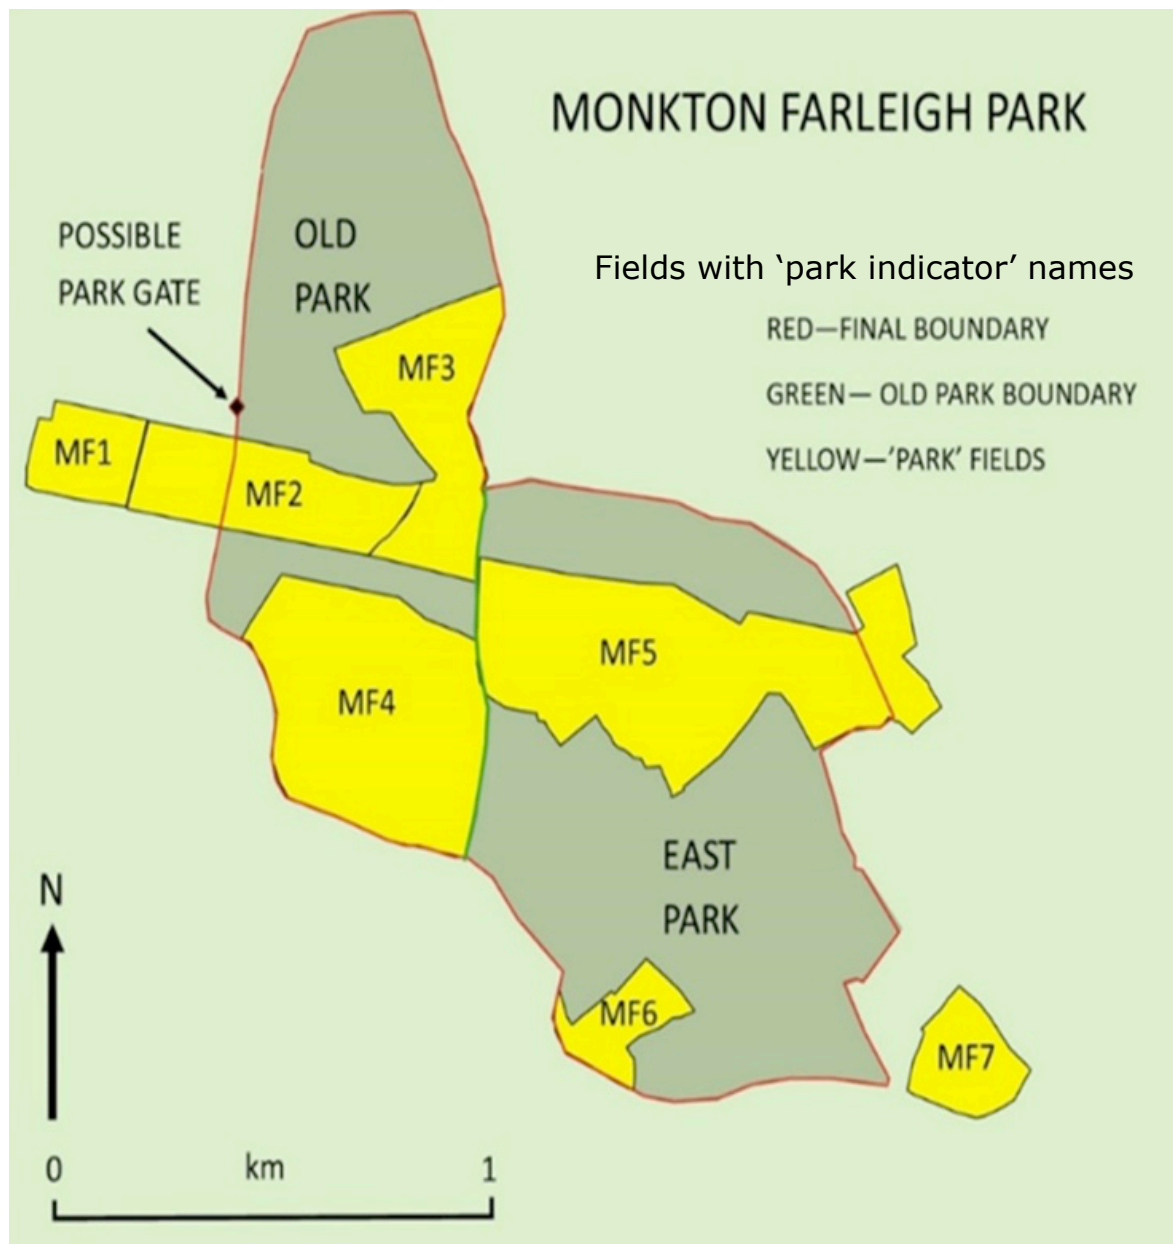 MONKTON FARLEIGH PARK
POSSIBLE
PARK GATE
OLD
PARK
Fields with ‘park indicator’ names
RED—FINAL BOUNDARY
GREEN— OLD PARK BOUNDARY
YELLOW—’PARK’ FIELDS
MF3
MF1
MF2
MF5
MF4
EAST
PARK
N
MF6
MF7
0 km 1